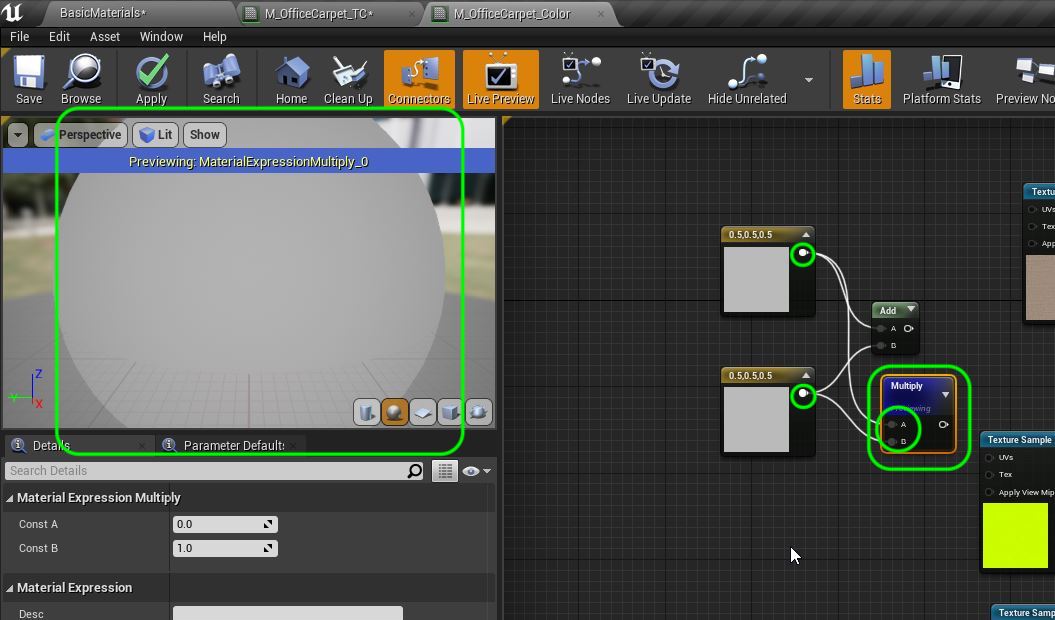 BasicMaterials*
M_OfficeCarpet_TC*
M_OfficeCarpet_Color
File Edit Asset Window Help
Save Browse Apply Search Home Clean Up Connectors Live Preview Live Nodes Live Update Hide Unrelated Stats Platform Stats Preview No
Perspective Lit Show
Previewing: MaterialExpressionMultiply_0
Z
Y
X
Details
Parameter Default
Search Details
Material Expression Multiply
Const A 0.0
Const B 1.0
Material Expression
Desc
0.5,0.5,0.5
Add
A
B
0.5,0.5,0.5
Multiply
Previewing
A
B
Textu
UVs
Tex
App
Texture Sample
UVs
Tex
Apply View Mip
Texture Samp